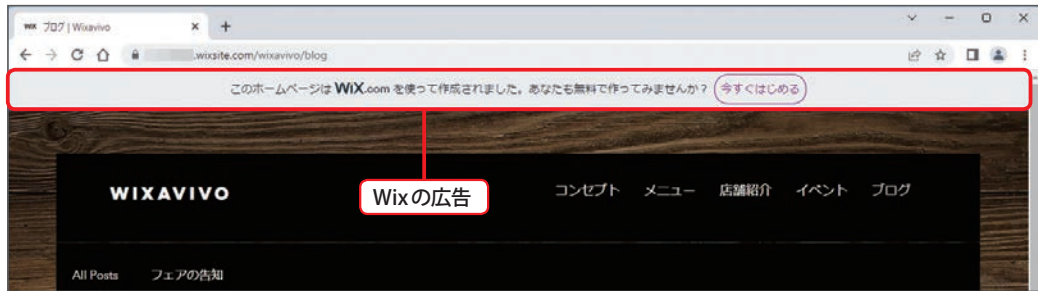 WiX ブログ | Wixavivo
.wixsite.com/wixavivo/blog
このホームページは WiX.com を使って作成されました。あなたも無料で作ってみませんか？ 今すぐはじめる
WIXAVIVO
Wixの広告
コンセプト メニュー 店舗紹介 イベント ブログ
All Posts フェアの告知